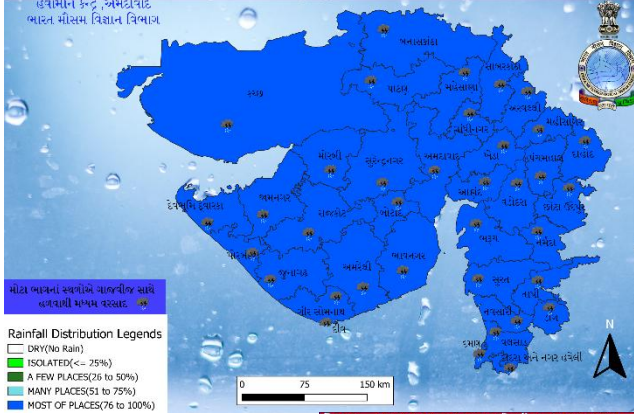 હવામાન કેન્દ્ર ,અમદાવાદ
ભારત મૌસમ વિજ્ઞાન વિભાગ
બનાસકાંઠા
પાટણ
મહેસાણા
સાબરકાંઠા
અરવલ્લી
કચ્છ
ગાંધીનગર
મહીસાગર
મોરબી
સુરેન્દ્રનગર
અમદાવાદ
ખેડા
પંચમહાલ
દાહોદ
દેવભૂમિ દ્વારકા
જામનગર
રાજકોટ
બોટાદ
આણંદ
વડોદરા
છોટા ઉદેપુર
પોરબંદર
જુનાગઢ
અમરેલી
ભાવનગર
ભરૂચ
નર્મદા
ગીર સોમનાથ
દીવ
સુરત
તાપી
ડાંગ
નવસારી
વલસાડ
દમણ
દાદરા અને નગર હવેલી
મોટા ભાગનાં સ્થળોએ ગાજવીજ સાથે
હળવાથી મધ્યમ વરસાદ
Rainfall Distribution Legends
DRY(No Rain)
ISOLATED(<= 25%)
A FEW PLACES(26 to 50%)
MANY PLACES(51 to 75%)
MOST OF PLACES(76 to 100%)
0 75 150 km
N